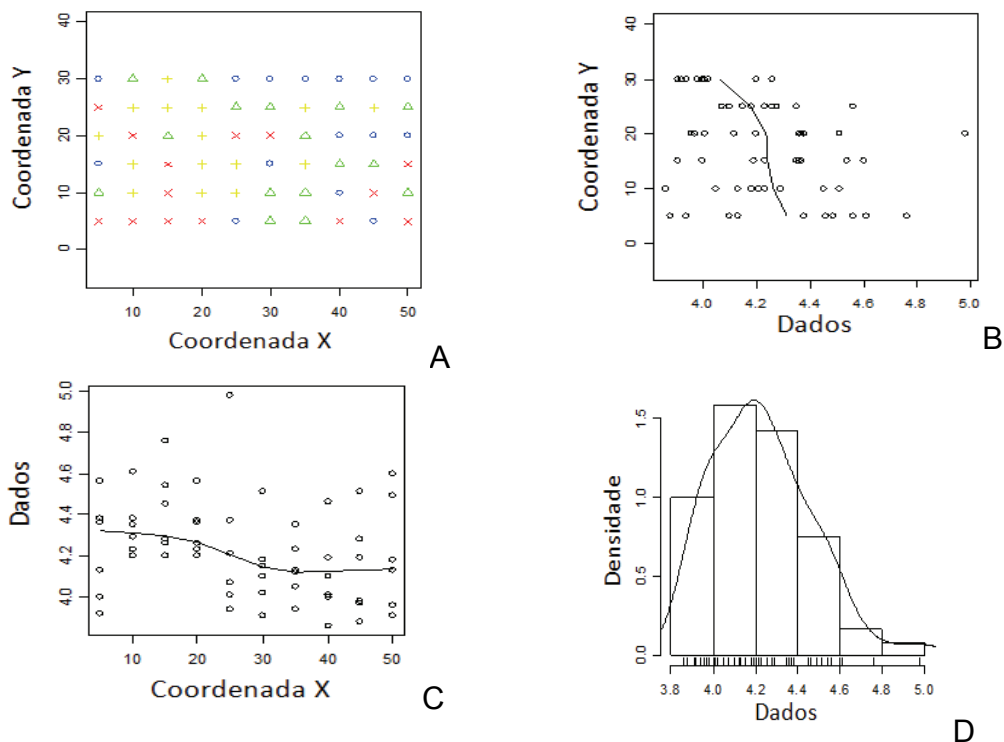 40
30
20
10
0
Coordenada Y
10 20 30 40 50
Coordenada X
A
40
30
20
10
0
Coordenada Y
4.0 4.2 4.4 4.6 4.8 5.0
Dados
B
5.0
4.8
4.6
4.4
4.2
4.0
Dados
10 20 30 40 50
Coordenada X
C
1.5
1.0
0.5
0.0
Densidade
3.8 4.0 4.2 4.4 4.6 4.8 5.0
Dados
D